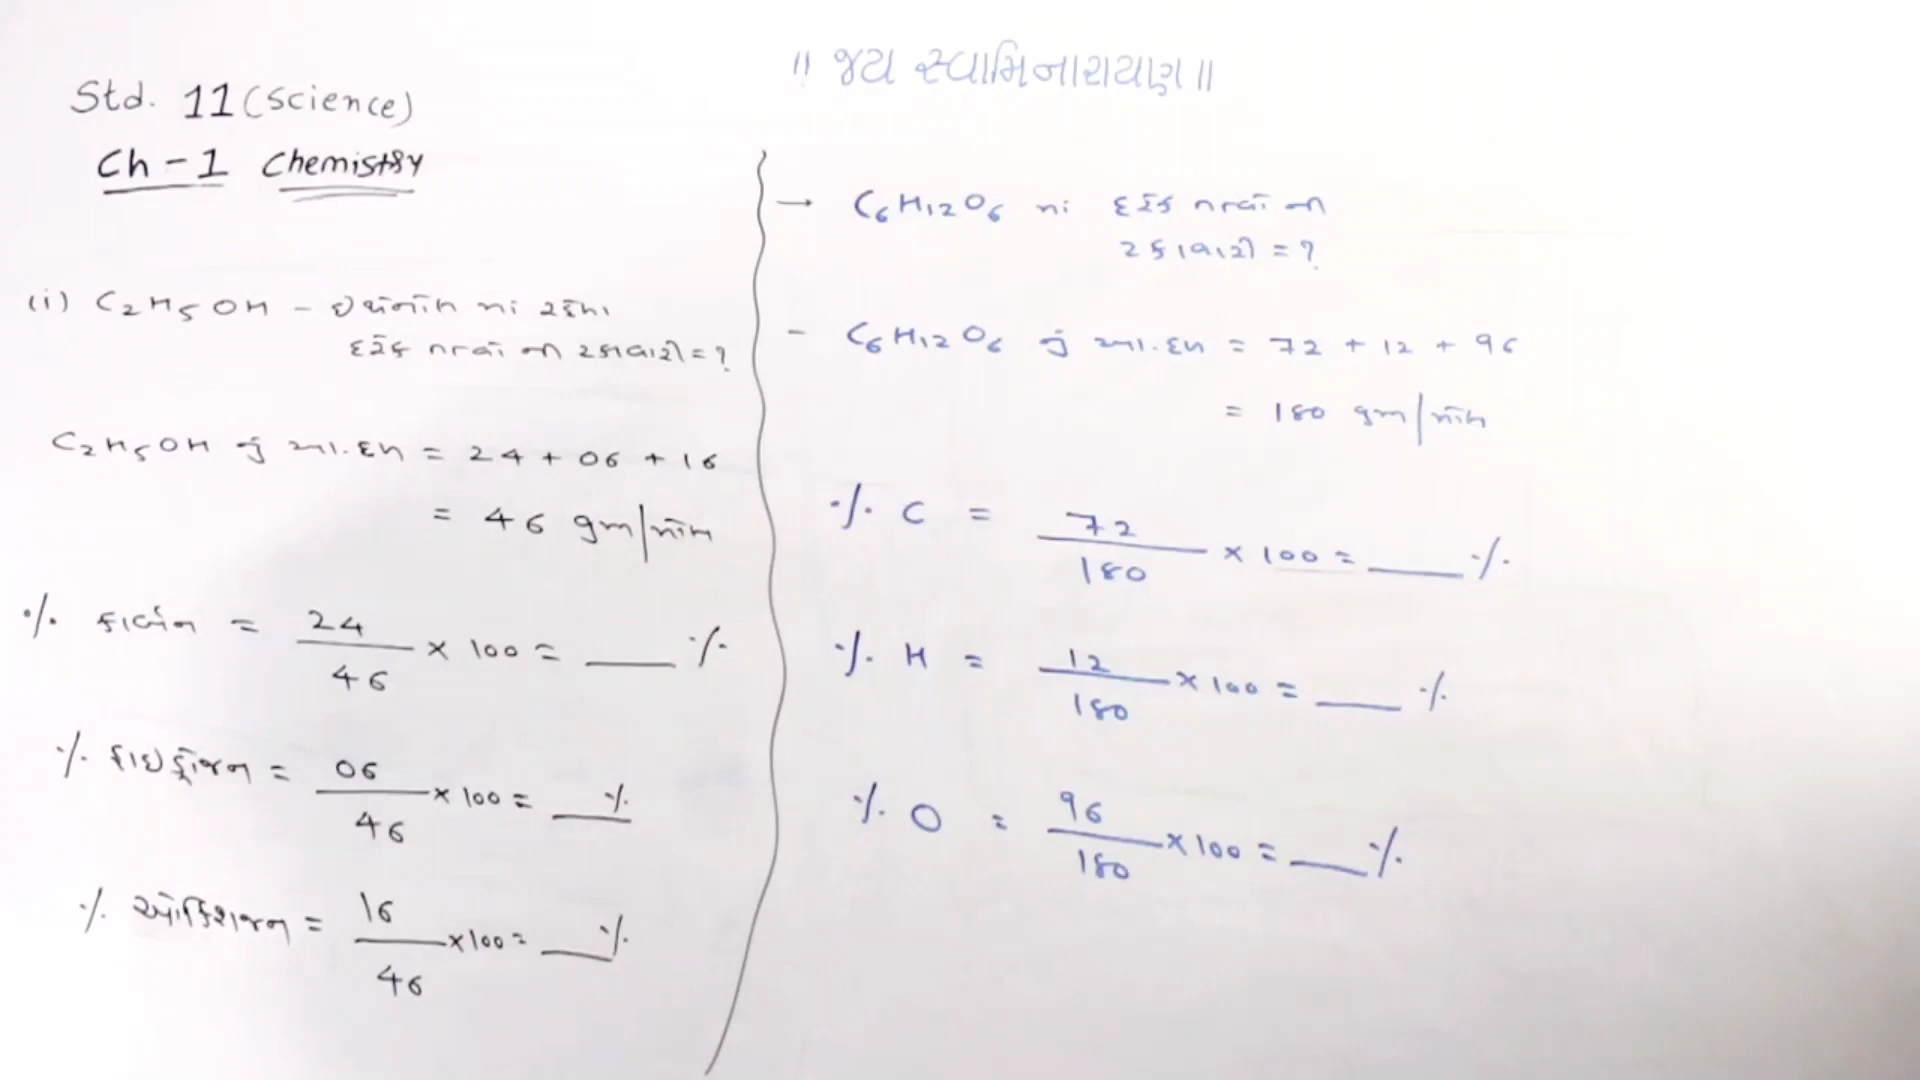 ॥ જય સ્વામિનારાયણ ॥
Std. 11 (Science)
Ch - 1 Chemistry
(i) C₂H₅OH - ઇથેનોલ માં રહેલા
દરેક તત્વો ની ટકાવારી = ?
C₂H₅OH નું આ.દળ = 24 + 06 + 16
= 46 gm/મોલ
% કાર્બન = 24/46 × 100 = ___ %
% હાઇડ્રોજન = 06/46 × 100 = ___ %
% ઓક્સિજન = 16/46 × 100 = ___ %
→ C₆H₁₂O₆ માં દરેક તત્વો ની
ટકાવારી = ?
- C₆H₁₂O₆ નું આ.દળ = 72 + 12 + 96
= 180 gm/મોલ
% C = 72/180 × 100 = ___ %
% H = 12/180 × 100 = ___ %
% O = 96/180 × 100 = ___ %